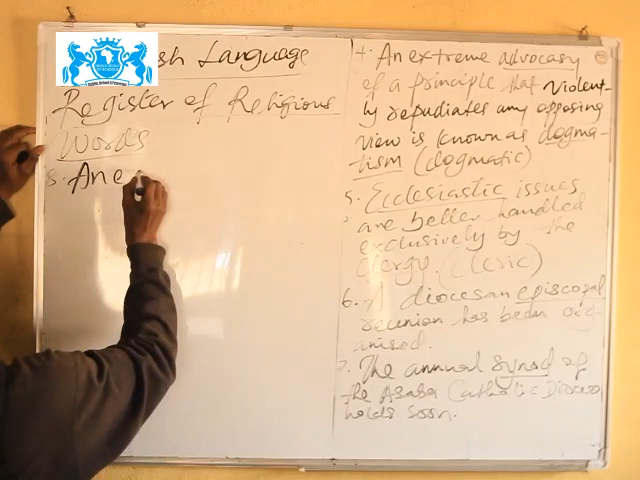 sh Language
Register of Religious
Words
8. An e
4. An extreme advocacy
of a principle that violent-
ly repudiates any opposing
view is known as dogma-
tism (dogmatic)
5. Ecclesiastic issues
are better handled
exclusively by the
clergy. (cleric)
6. A diocesan episcopal
reunion has been org-
anised.
7. The annual synod of
the Asaba Catholic Diocese
holds soon.